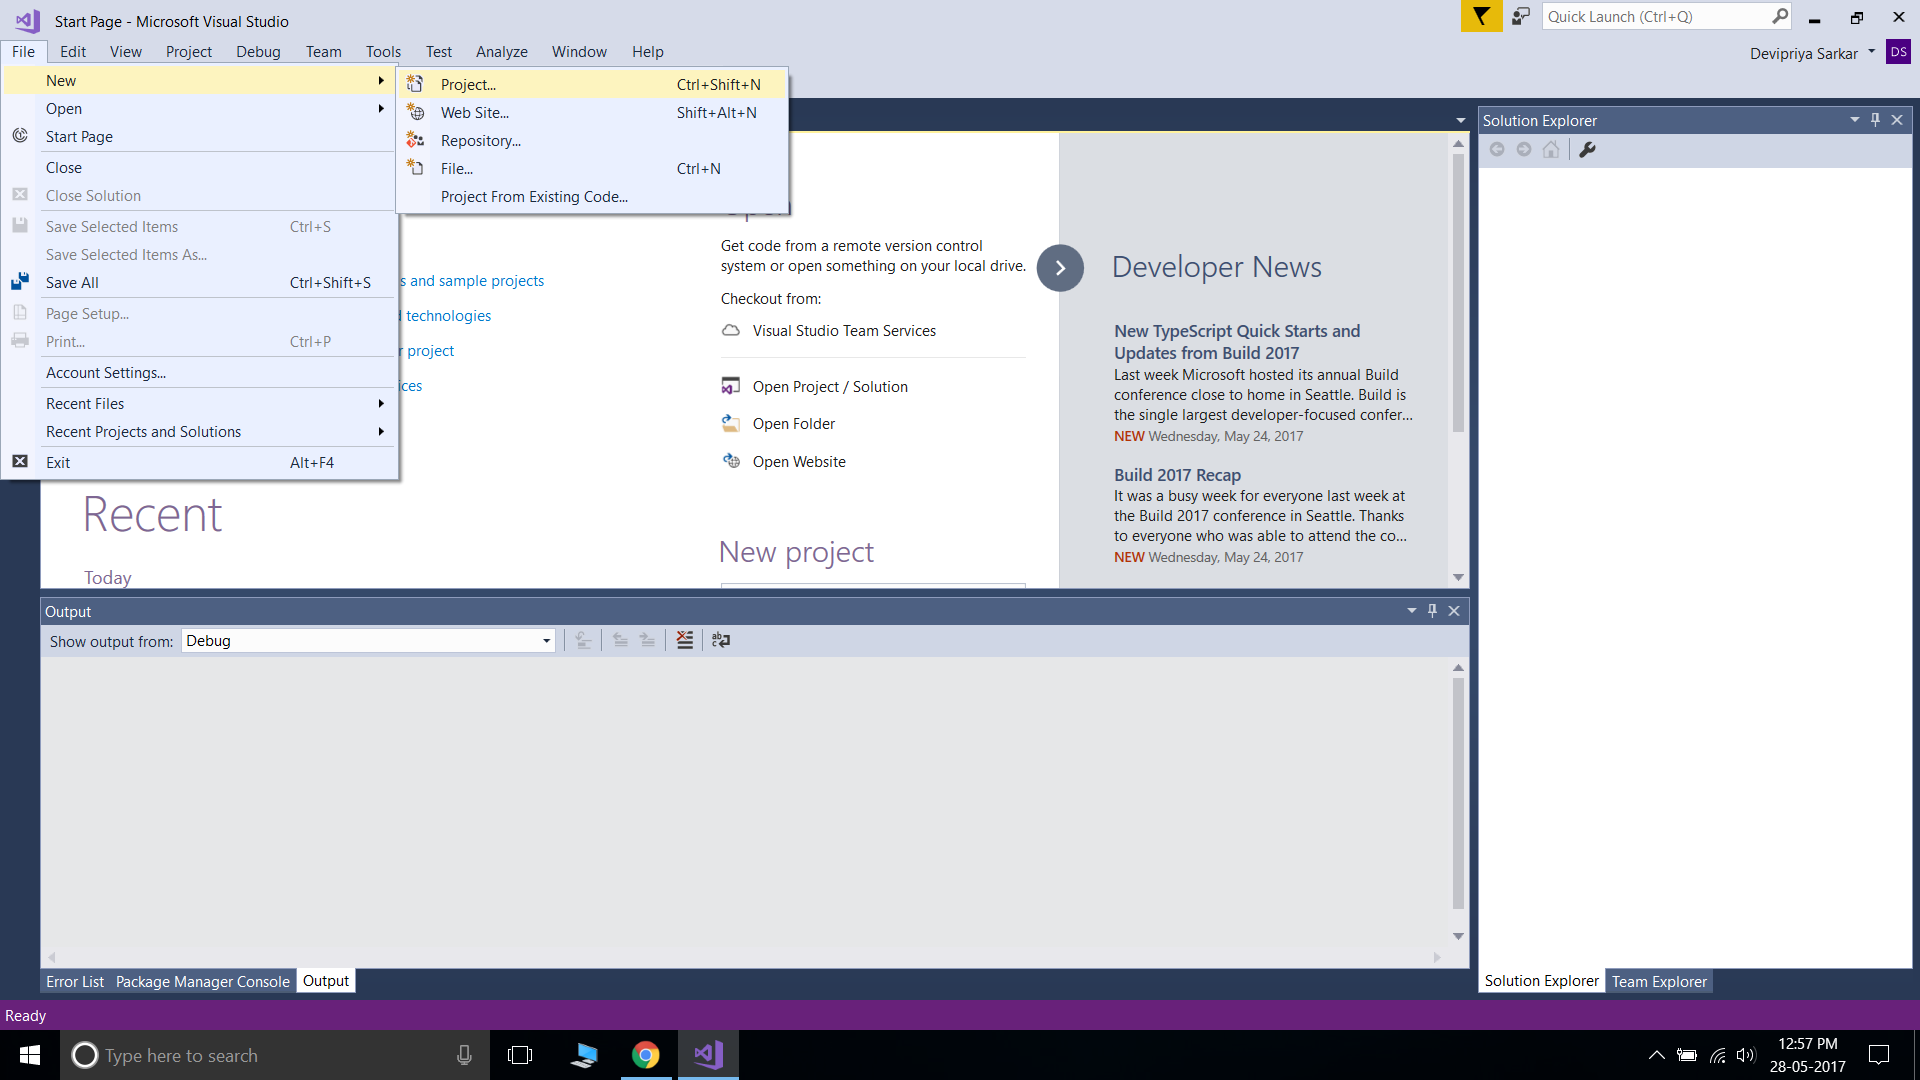 Start Page - Microsoft Visual Studio
Quick Launch (Ctrl+Q)
File Edit View Project Debug Team Tools Test Analyze Window Help
Devipriya Sarkar DS
New
Open
Start Page
Close
Close Solution
Save Selected Items Ctrl+S
Save Selected Items As...
Save All Ctrl+Shift+S
Page Setup...
Print... Ctrl+P
Account Settings...
Recent Files
Recent Projects and Solutions
Exit Alt+F4
Project... Ctrl+Shift+N
Web Site... Shift+Alt+N
Repository...
File... Ctrl+N
Project From Existing Code...
s and sample projects
technologies
r project
ices
Recent
Today
Get code from a remote version control
system or open something on your local drive.
Checkout from:
Visual Studio Team Services
Open Project / Solution
Open Folder
Open Website
New project
Developer News
New TypeScript Quick Starts and
Updates from Build 2017
Last week Microsoft hosted its annual Build
conference close to home in Seattle. Build is
the single largest developer-focused confer...
NEW Wednesday, May 24, 2017
Build 2017 Recap
It was a busy week for everyone last week at
the Build 2017 conference in Seattle. Thanks
to everyone who was able to attend the co...
NEW Wednesday, May 24, 2017
Solution Explorer
Output
Show output from: Debug
Error List Package Manager Console Output
Solution Explorer Team Explorer
Ready
Type here to search
12:57 PM
28-05-2017